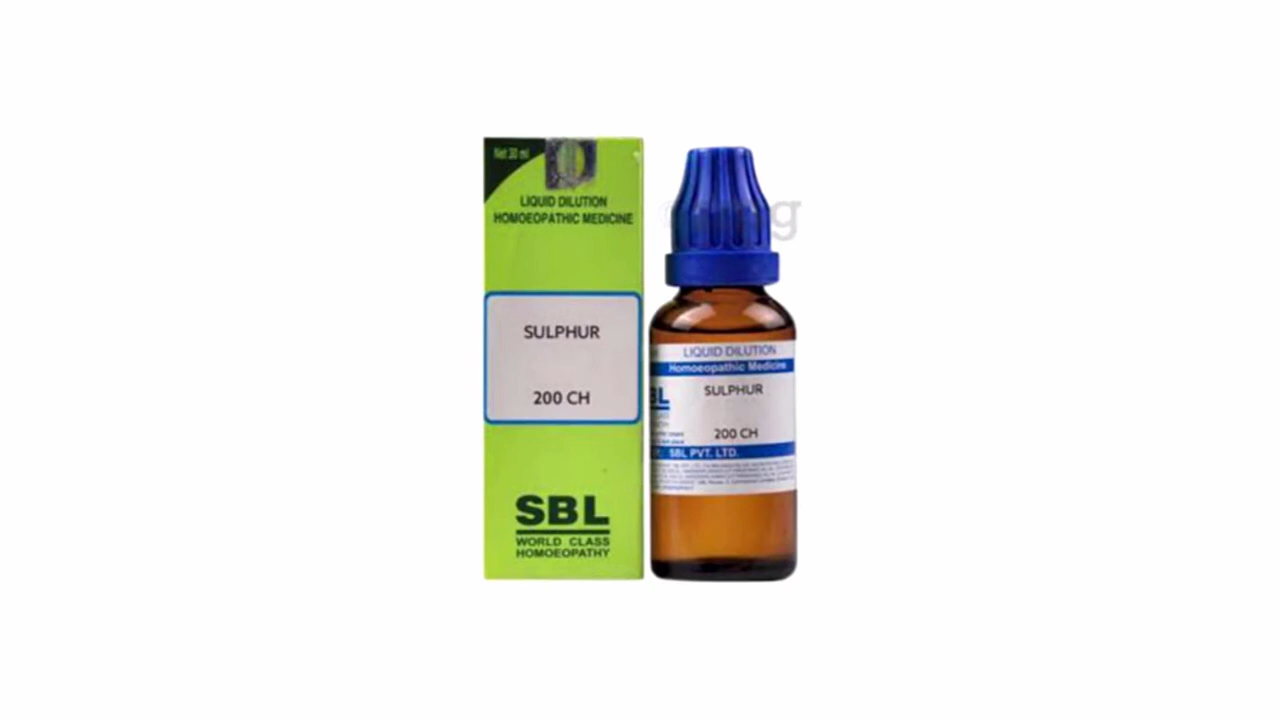 Net 30 ml
LIQUID DILUTION
HOMOEOPATHIC MEDICINE
SULPHUR
200 CH
SBL
WORLD CLASS
HOMOEOPATHY
LIQUID DILUTION
Homoeopathic Medicine
SULPHUR
BL
200 CH
SBL PVT. LTD.